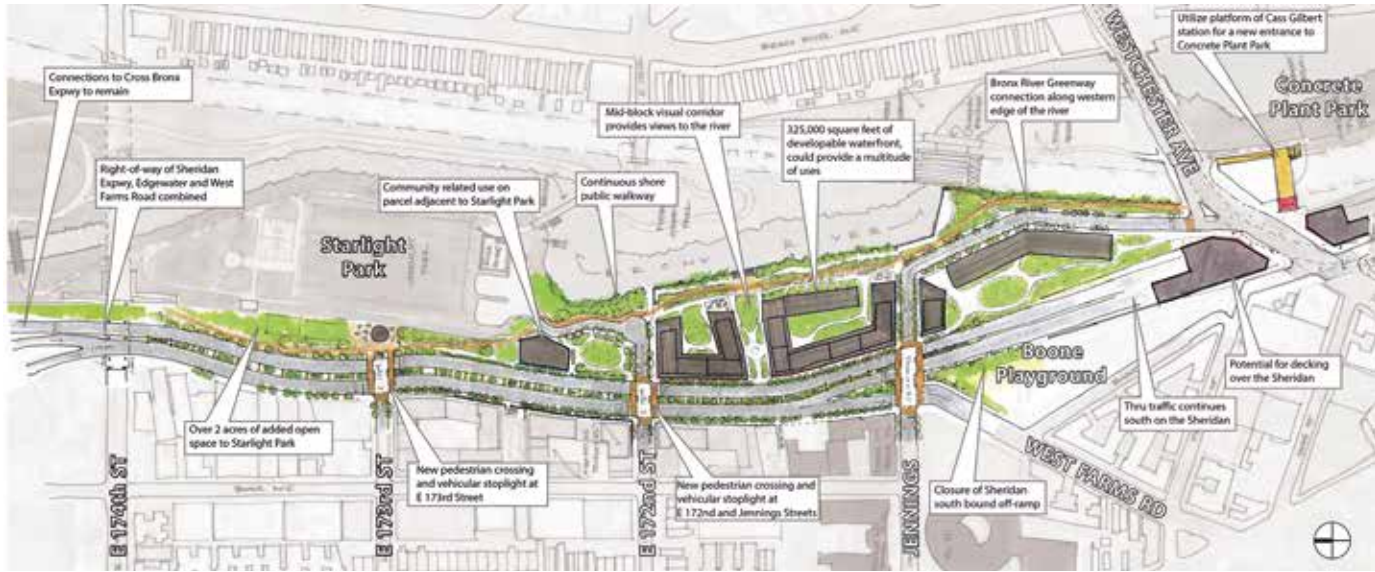 Utilize platform of Cass Gilbert
station for a new entrance to
Concrete Plant Park
WESTCHESTER AVE
Concrete
Plant Park
Connections to Cross Bronx
Expwy to remain
Bronx River Greenway
connection along western
edge of the river
Mid-block visual corridor
provides views to the river
325,000 square feet of
developable waterfront,
could provide a multitude
of uses
Right-of-way of Sheridan
Expwy, Edgewater and West
Farms Road combined
Community related use on
parcel adjacent to Starlight Park
Continuous shore
public walkway
Starlight
Park
Boone
Playground
Potential for decking
over the Sheridan
Thru traffic continues
south on the Sheridan
Over 2 acres of added open
space to Starlight Park
New pedestrian crossing
and vehicular stoplight at
E 173rd Street
New pedestrian crossing and
vehicular stoplight at
E 172nd and Jennings Streets
Closure of Sheridan
south bound off-ramp
WEST FARMS RD
E 174th ST
E 173rd ST
E 172nd ST
JENNINGS